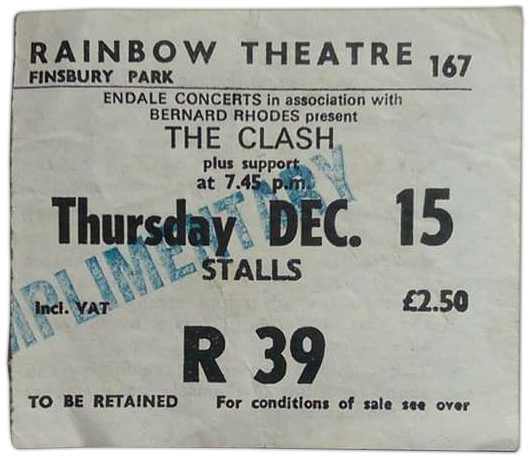 RAINBOW THEATRE 167
FINSBURY PARK
ENDALE CONCERTS in association with
BERNARD RHODES present
THE CLASH
plus support
at 7.45 p.m.
Thursday DEC. 15
STALLS
Incl. VAT £2.50
MPLIMENTARY
R 39
TO BE RETAINED For conditions of sale see over